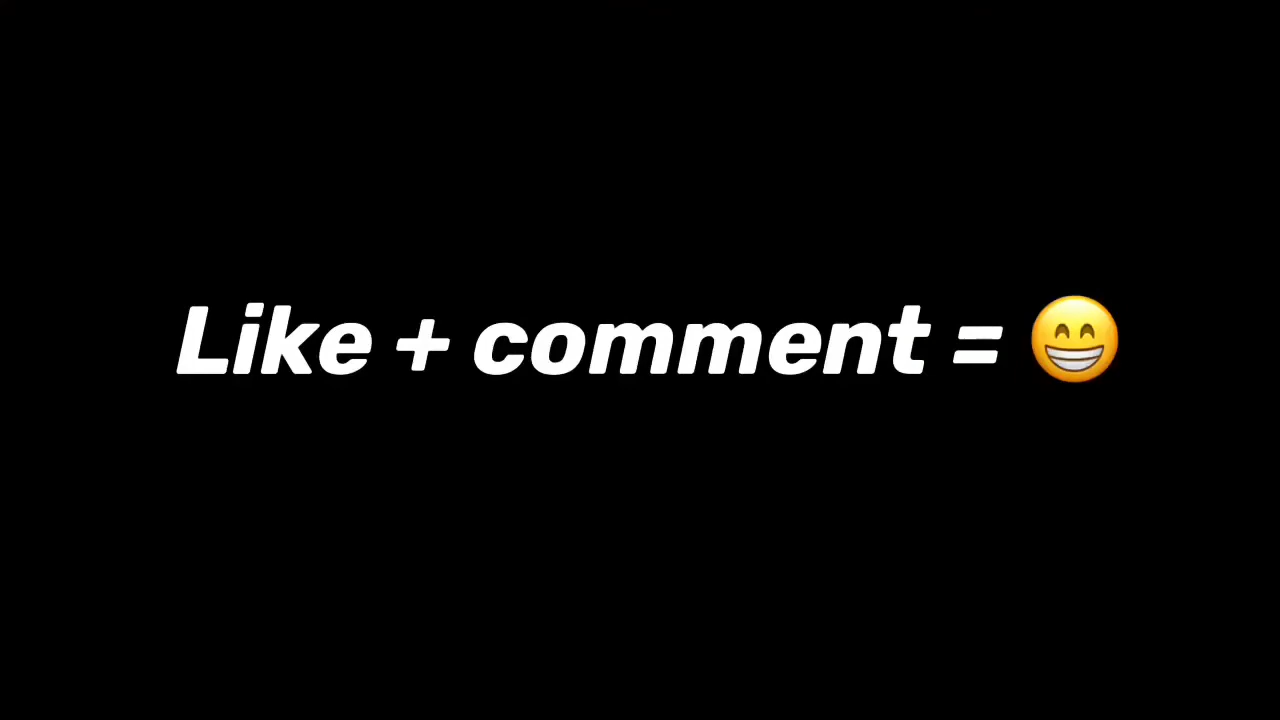 Like + comment = 😁